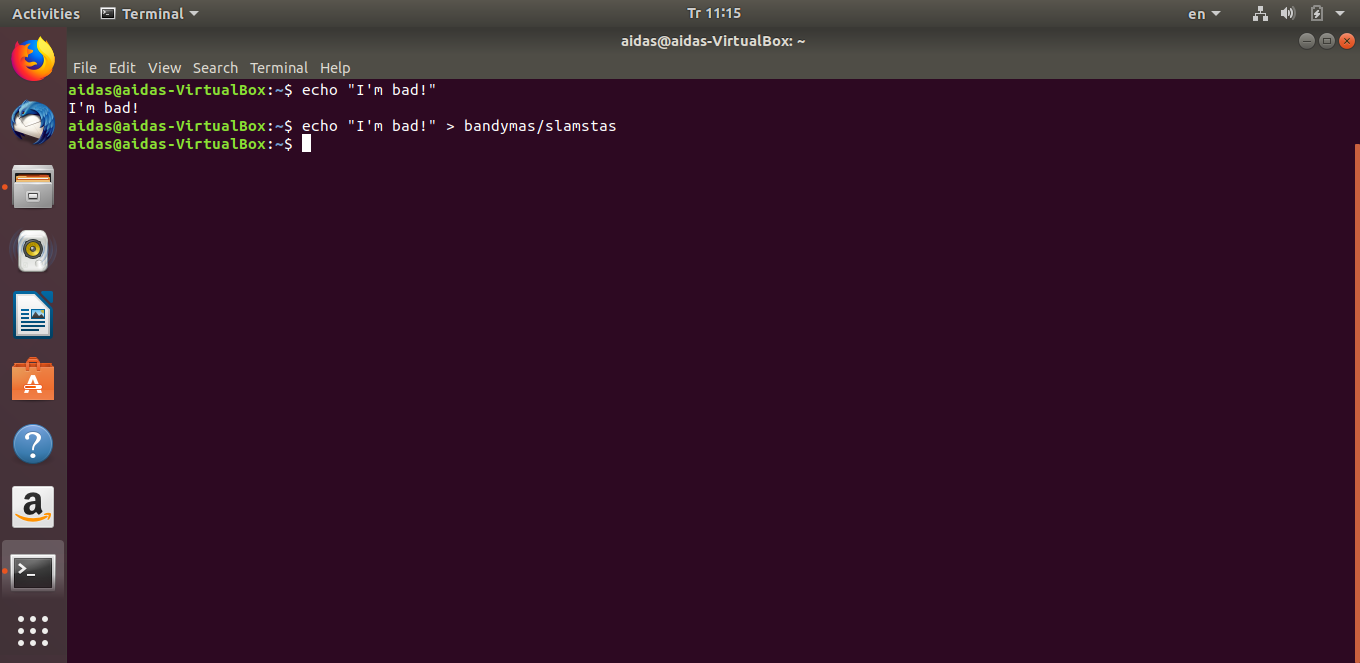 Activities Terminal Tr 11:15 en
aidas@aidas-VirtualBox: ~
File Edit View Search Terminal Help
aidas@aidas-VirtualBox:~$ echo "I'm bad!"
I'm bad!
aidas@aidas-VirtualBox:~$ echo "I'm bad!" > bandymas/slamstas
aidas@aidas-VirtualBox:~$